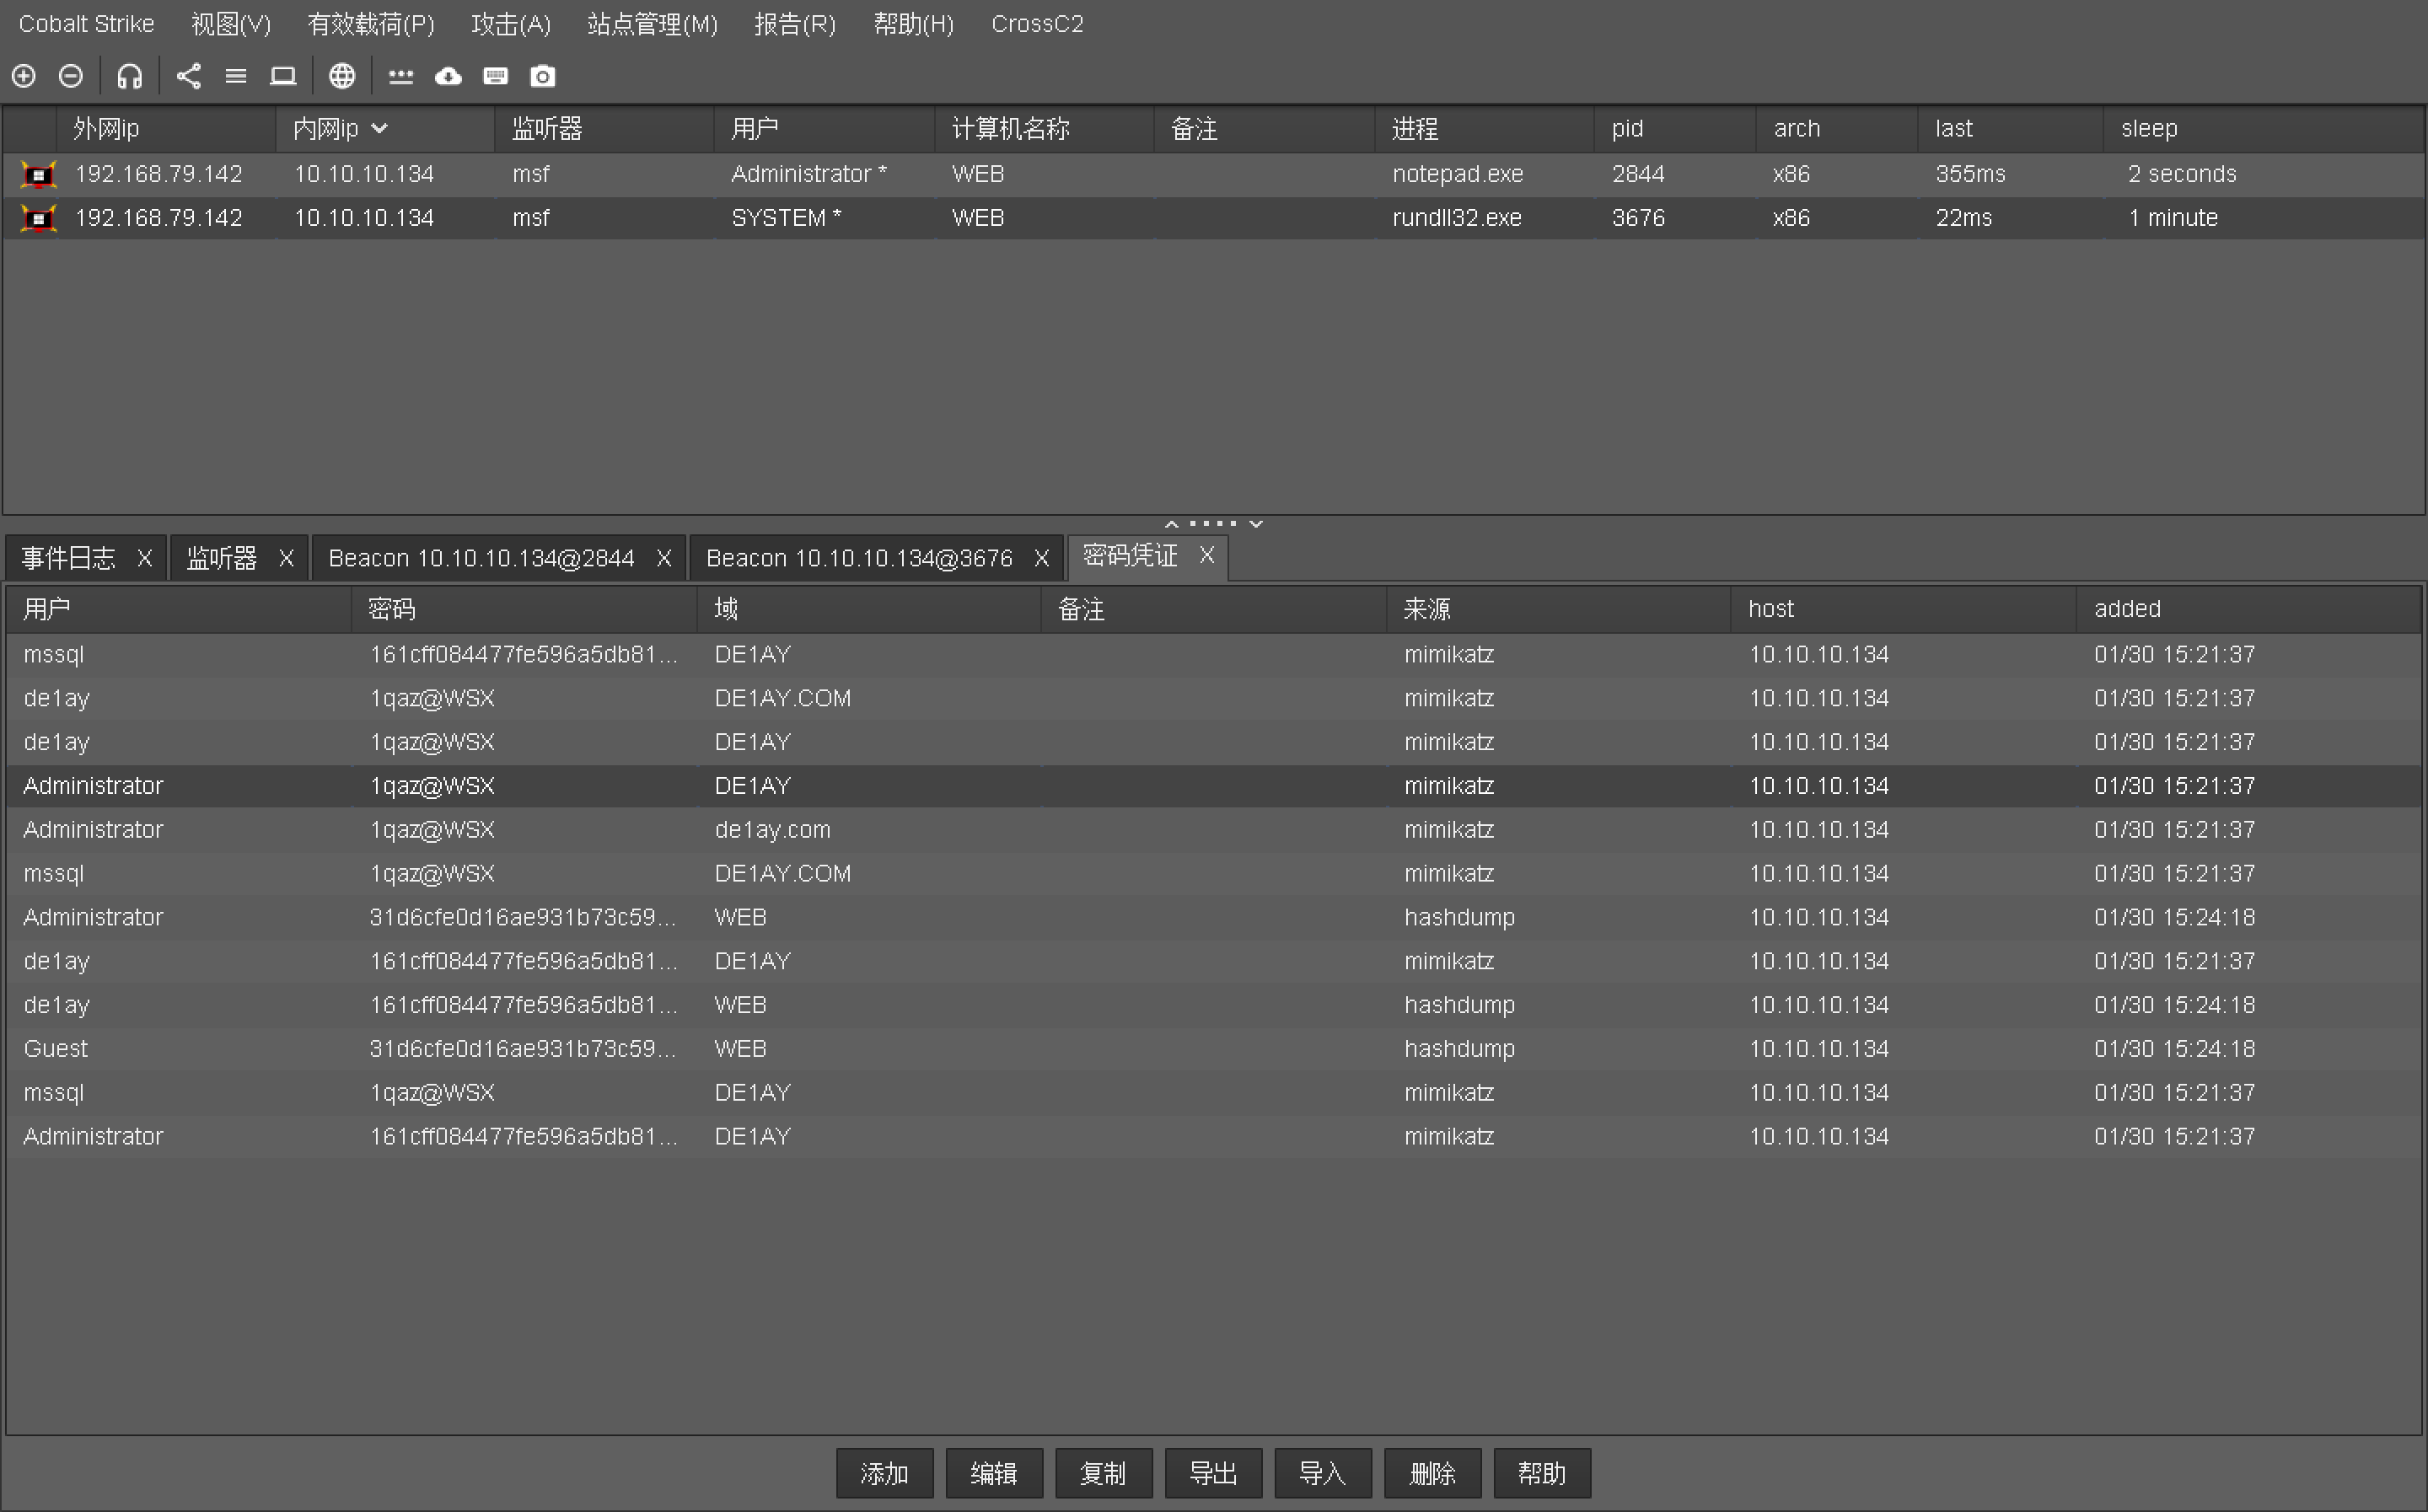 Cobalt Strike 视图(V) 有效载荷(P) 攻击(A) 站点管理(M) 报告(R) 帮助(H) CrossC2
外网ip 内网ip 监听器 用户 计算机名称 备注 进程 pid arch last sleep
192.168.79.142 10.10.10.134 msf Administrator * WEB notepad.exe 2844 x86 355ms 2 seconds
192.168.79.142 10.10.10.134 msf SYSTEM * WEB rundll32.exe 3676 x86 22ms 1 minute
事件日志 X 监听器 X Beacon 10.10.10.134@2844 X Beacon 10.10.10.134@3676 X 密码凭证 X
用户 密码 域 备注 来源 host added
mssql 161cff084477fe596a5db81... DE1AY mimikatz 10.10.10.134 01/30 15:21:37
de1ay 1qaz@WSX DE1AY.COM mimikatz 10.10.10.134 01/30 15:21:37
de1ay 1qaz@WSX DE1AY mimikatz 10.10.10.134 01/30 15:21:37
Administrator 1qaz@WSX DE1AY mimikatz 10.10.10.134 01/30 15:21:37
Administrator 1qaz@WSX de1ay.com mimikatz 10.10.10.134 01/30 15:21:37
mssql 1qaz@WSX DE1AY.COM mimikatz 10.10.10.134 01/30 15:21:37
Administrator 31d6cfe0d16ae931b73c59... WEB hashdump 10.10.10.134 01/30 15:24:18
de1ay 161cff084477fe596a5db81... DE1AY mimikatz 10.10.10.134 01/30 15:21:37
de1ay 161cff084477fe596a5db81... WEB hashdump 10.10.10.134 01/30 15:24:18
Guest 31d6cfe0d16ae931b73c59... WEB hashdump 10.10.10.134 01/30 15:24:18
mssql 1qaz@WSX DE1AY mimikatz 10.10.10.134 01/30 15:21:37
Administrator 161cff084477fe596a5db81... DE1AY mimikatz 10.10.10.134 01/30 15:21:37
添加 编辑 复制 导出 导入 删除 帮助